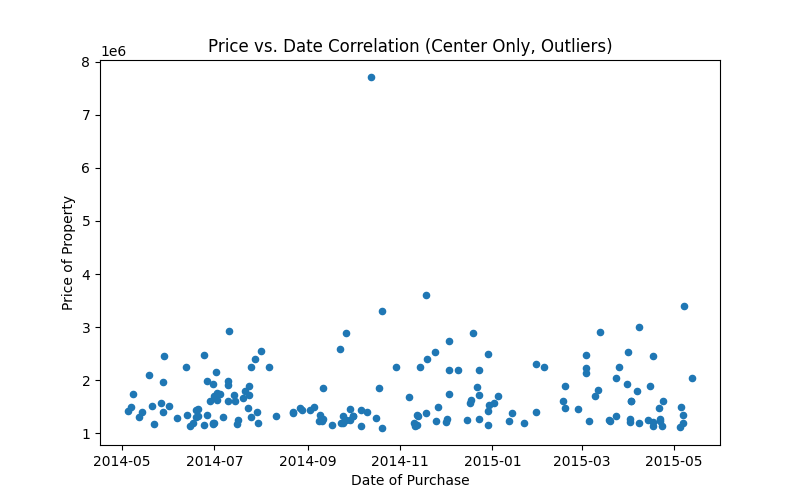 Price vs. Date Correlation (Center Only, Outliers)
1e6
8
7
6
5
4
3
2
1
Price of Property
2014-05 2014-07 2014-09 2014-11 2015-01 2015-03 2015-05
Date of Purchase